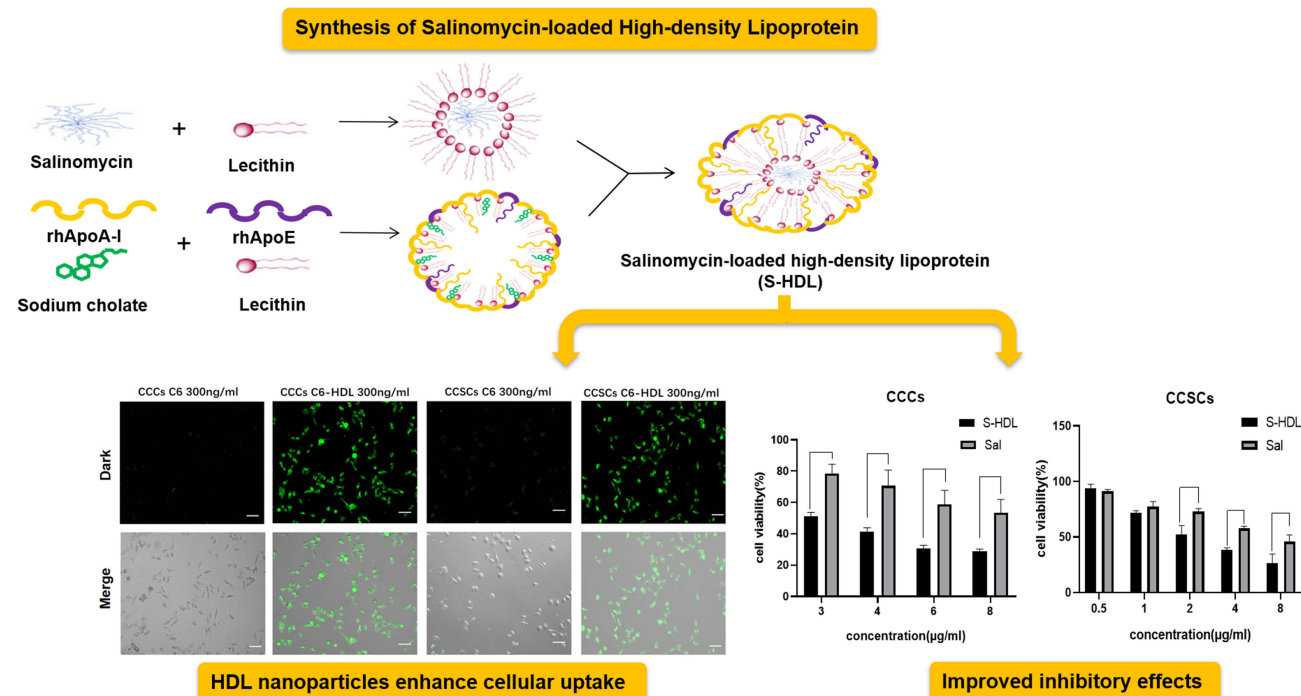 Synthesis of Salinomycin-loaded High-density Lipoprotein
+
Salinomycin
Lecithin
rhApoA-I
rhApoE
+
Sodium cholate
Lecithin
Salinomycin-loaded high-density lipoprotein
(S-HDL)
CCCs C6 300ng/ml
CCCs C6-HDL 300ng/ml
CCSCs C6 300ng/ml
CCSCs C6-HDL 300ng/ml
Dark
Merge
HDL nanoparticles enhance cellular uptake
CCCs
S-HDL
Sal
cell viability(%)
100
80
60
40
20
0
3 4 6 8
concentration(μg/ml)
CCSCs
S-HDL
Sal
cell viability(%)
150
100
50
0
0.5 1 2 4 8
concentration(μg/ml)
Improved inhibitory effects